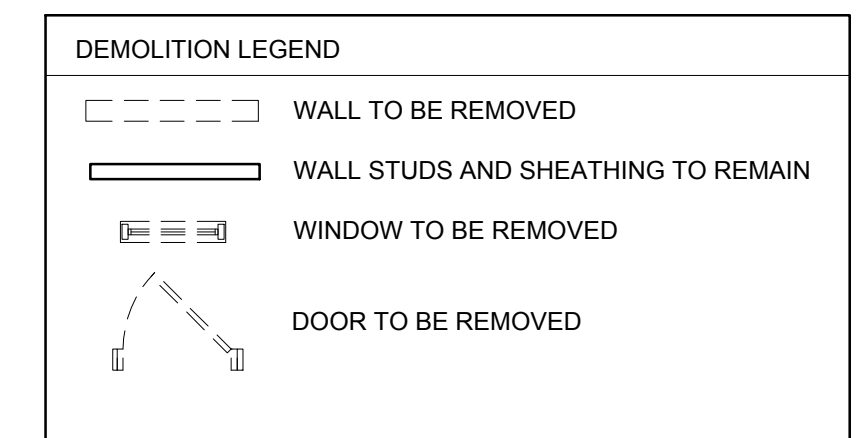 DEMOLITION LEGEND
WALL TO BE REMOVED
WALL STUDS AND SHEATHING TO REMAIN
WINDOW TO BE REMOVED
DOOR TO BE REMOVED